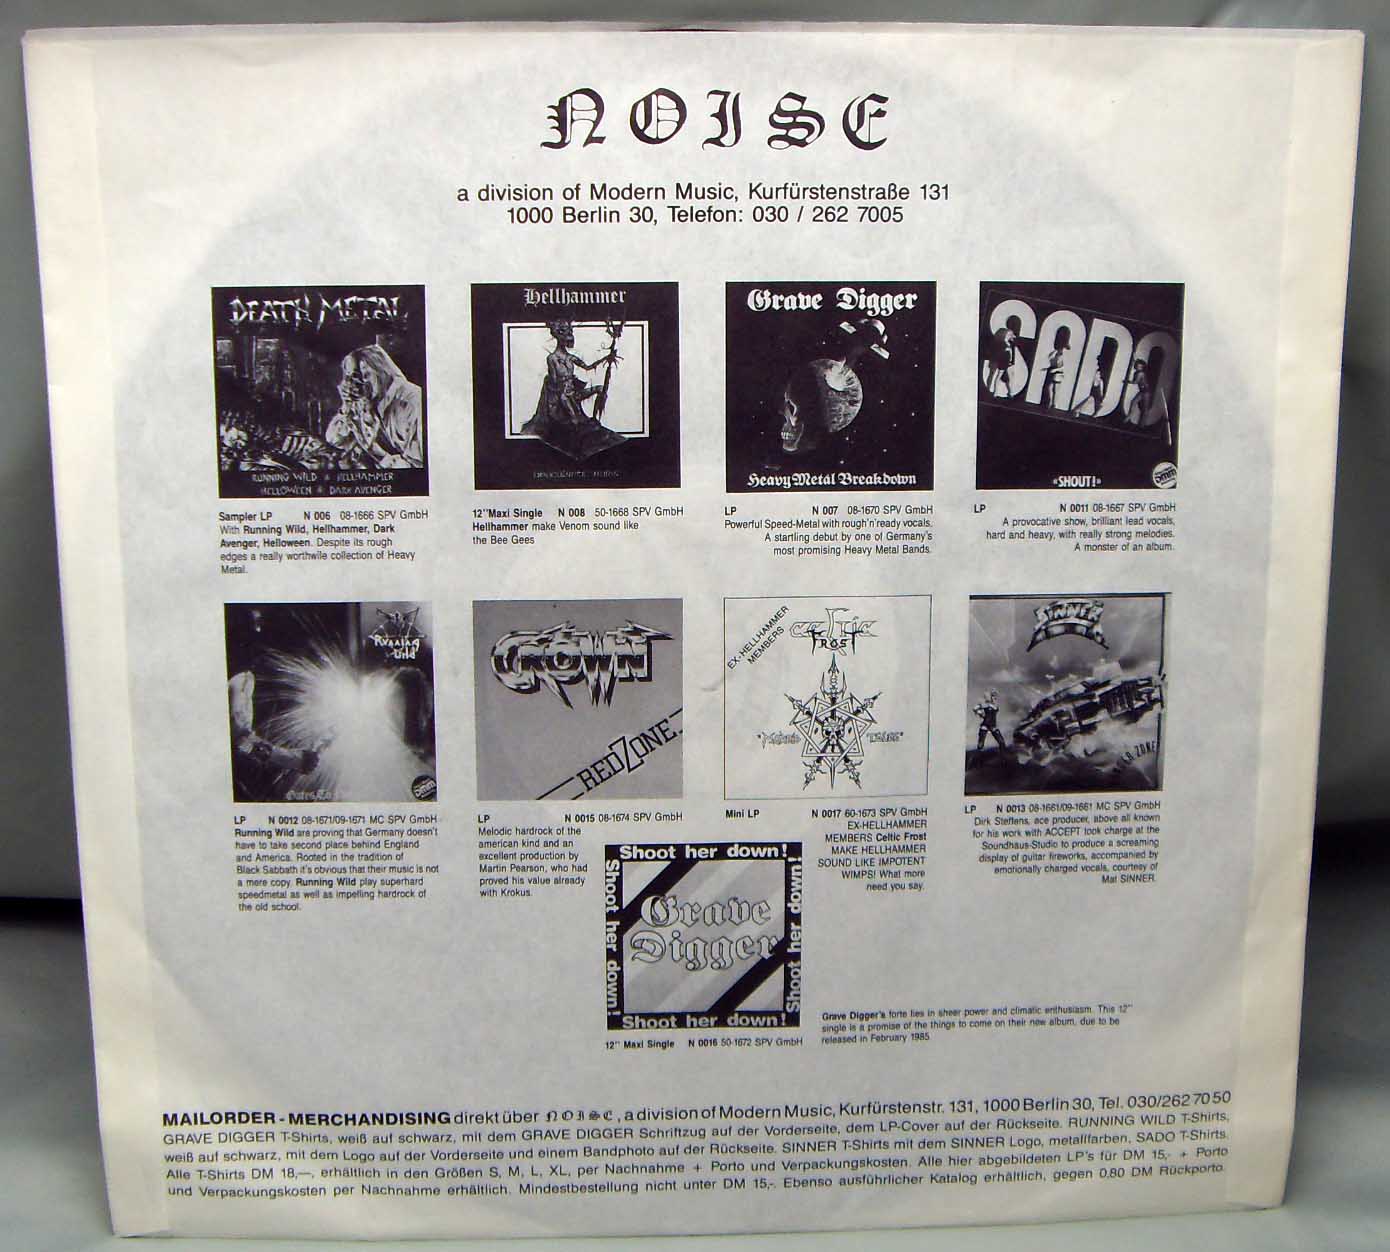 NOISE
a division of Modern Music, Kurfürstenstraße 131
1000 Berlin 30, Telefon: 030 / 262 7005
DEATH METAL
RUNNING WILD HELLHAMMER
HELLOWEEN DARK AVENGER
Sampler LP N 006 08-1666 SPV GmbH
With Running Wild, Hellhammer, Dark
Avenger, Helloween. Despite its rough
edges a really worthwile collection of Heavy
Metal.
Hellhammer
12"Maxi Single N 008 50-1668 SPV GmbH
Hellhammer make Venom sound like
the Bee Gees
Grave Digger
Heavy Metal Breakdown
LP N 007 08-1670 SPV GmbH
Powerful Speed-Metal with rough'n'ready vocals.
A startling debut by one of Germany's
most promising Heavy Metal Bands.
SADO
«SHOUT!»
DMM
LP N 0011 08-1667 SPV GmbH
A provocative show, brilliant lead vocals,
hard and heavy, with really strong melodies.
A monster of an album.
Running
Wild
Gates To
DMM
LP N 0012 08-1671/09-1671 MC SPV GmbH
Running Wild are proving that Germany doesn't
have to take second place behind England
and America. Rooted in the tradition of
Black Sabbath it's obvious that their music is not
a mere copy. Running Wild play superhard
speedmetal as well as impelling hardrock of
the old school.
CROWN
RED ZONE
LP N 0015 08-1674 SPV GmbH
Melodic hardrock of the
american kind and an
excellent production by
Martin Pearson, who had
proved his value already
with Krokus.
EX-HELLHAMMER
MEMBERS
Celtic
FROST
"Morbid Tales"
Mini LP N 0017 60-1673 SPV GmbH
EX-HELLHAMMER
MEMBERS Celtic Frost
MAKE HELLHAMMER
SOUND LIKE IMPOTENT
WIMPS! What more
need you say.
SINNER
LP N 0013 08-1661/09-1661 MC SPV GmbH
Dirk Steffens, ace producer, above all known
for his work with ACCEPT took charge at the
Soundhaus-Studio to produce a screaming
display of guitar fireworks, accompanied by
emotionally charged vocals, courtesy of
Mat SINNER.
Shoot her down!
Shoot her down!
Grave
Digger
Shoot her down!
Shoot her down!
12" Maxi Single N 0016 50-1672 SPV GmbH
Grave Digger's forte lies in sheer power and climatic enthusiasm. This 12"
single is a promise of the things to come on their new album, due to be
released in February 1985.
MAILORDER - MERCHANDISING direkt über NOISE, a division of Modern Music, Kurfürstenstr. 131, 1000 Berlin 30, Tel. 030/262 70 50
GRAVE DIGGER T-Shirts, weiß auf schwarz, mit dem GRAVE DIGGER Schriftzug auf der Vorderseite, dem LP-Cover auf der Rückseite. RUNNING WILD T-Shirts,
weiß auf schwarz, mit dem Logo auf der Vorderseite und einem Bandphoto auf der Rückseite. SINNER T-Shirts mit dem SINNER Logo, metallfarben, SADO T-Shirts.
Alle T-Shirts DM 18,—, erhältlich in den Größen S, M, L, XL, per Nachnahme + Porto und Verpackungskosten. Alle hier abgebildeten LP's für DM 15,- + Porto
und Verpackungskosten per Nachnahme erhältlich. Mindestbestellung nicht unter DM 15,-. Ebenso ausführlicher Katalog erhältlich, gegen 0,80 DM Rückporto.